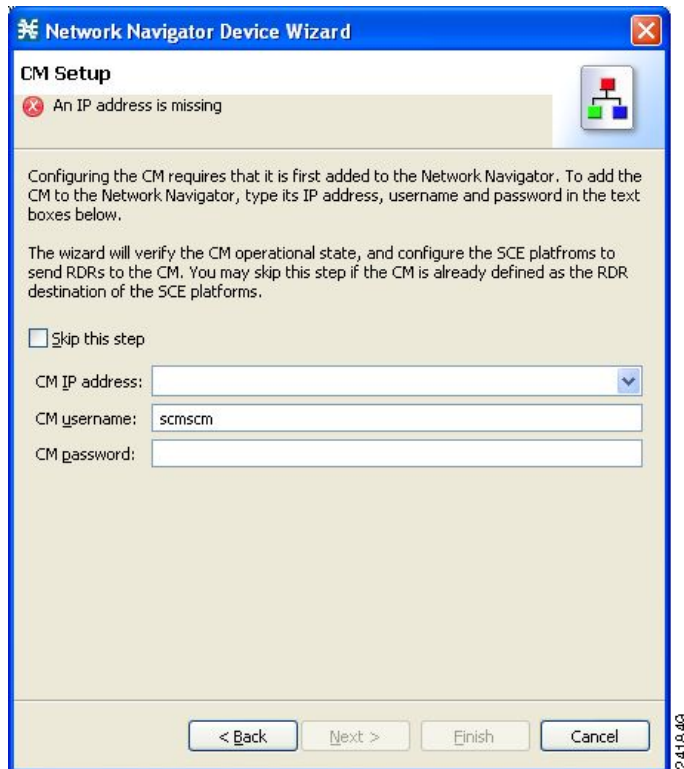 Network Navigator Device Wizard
CM Setup
An IP address is missing
Configuring the CM requires that it is first added to the Network Navigator. To add the
CM to the Network Navigator, type its IP address, username and password in the text
boxes below.
The wizard will verify the CM operational state, and configure the SCE platfroms to
send RDRs to the CM. You may skip this step if the CM is already defined as the RDR
destination of the SCE platforms.
Skip this step
CM IP address:
CM username: scmscm
CM password:
< Back Next > Finish Cancel
241849